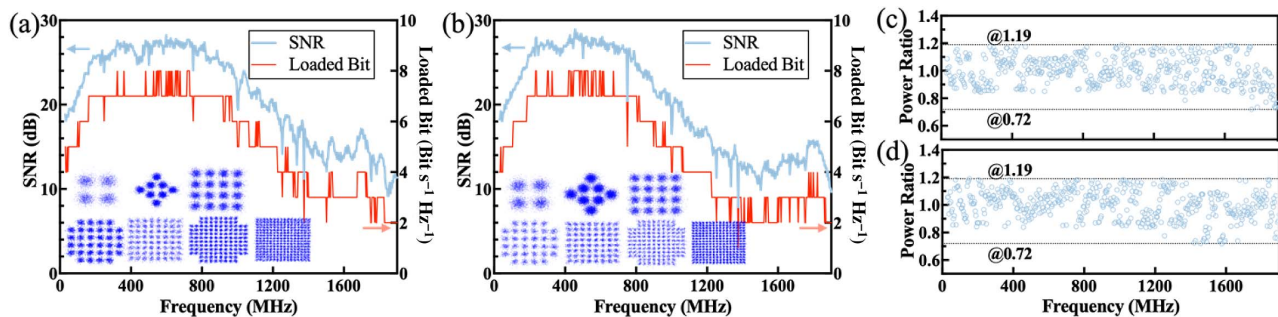 (a)
30
20
10
0
SNR (dB)
SNR
Loaded Bit
10
8
6
4
2
0
Loaded Bit (Bit s⁻¹ Hz⁻¹)
0
400
800
1200
1600
Frequency (MHz)
(b)
30
20
10
0
SNR (dB)
SNR
Loaded Bit
10
8
6
4
2
0
Loaded Bit (Bit s⁻¹ Hz⁻¹)
0
400
800
1200
1600
Frequency (MHz)
(c)
Power Ratio
1.4
1.2
1.0
0.8
0.6
@1.19
@0.72
(d)
Power Ratio
1.4
1.2
1.0
0.8
0.6
@1.19
@0.72
0
400
800
1200
1600
Frequency (MHz)